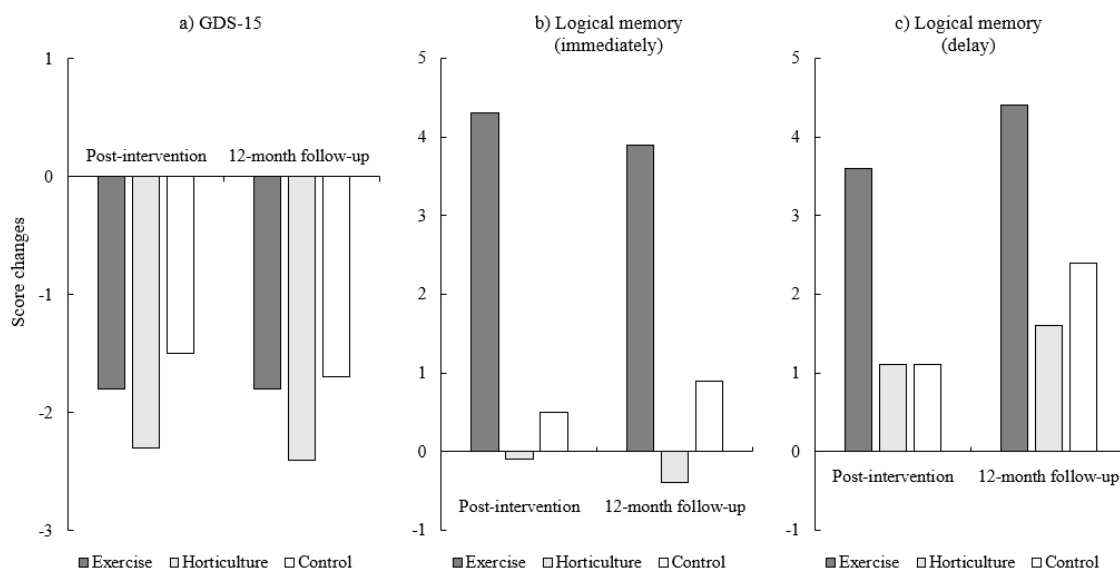 a) GDS-15
1
0
-1
-2
-3
Score changes
Post-intervention 12-month follow-up
Exercise Horticulture Control
b) Logical memory
(immediately)
5
4
3
2
1
0
-1
Post-intervention 12-month follow-up
Exercise Horticulture Control
c) Logical memory
(delay)
5
4
3
2
1
0
-1
Post-intervention 12-month follow-up
Exercise Horticulture Control